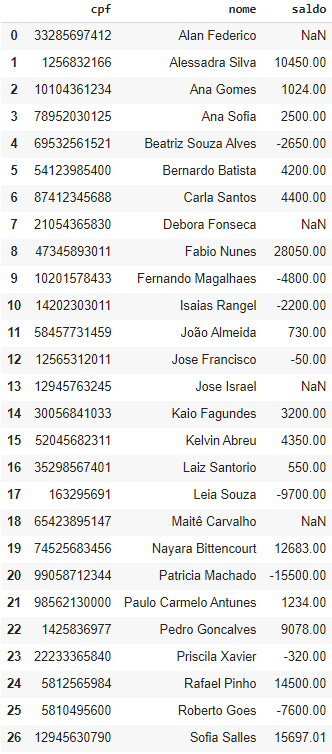 cpf nome saldo
0 33285697412 Alan Federico NaN
1 1256832166 Alessadra Silva 10450.00
2 10104361234 Ana Gomes 1024.00
3 78952030125 Ana Sofia 2500.00
4 69532561521 Beatriz Souza Alves -2650.00
5 54123985400 Bernardo Batista 4200.00
6 87412345688 Carla Santos 4400.00
7 21054365830 Debora Fonseca NaN
8 47345893011 Fabio Nunes 28050.00
9 10201578433 Fernando Magalhaes -4800.00
10 14202303011 Isaias Rangel -2200.00
11 58457731459 João Almeida 730.00
12 12565312011 Jose Francisco -50.00
13 12945763245 Jose Israel NaN
14 30056841033 Kaio Fagundes 3200.00
15 52045682311 Kelvin Abreu 4350.00
16 35298567401 Laiz Santorio 550.00
17 163295691 Leia Souza -9700.00
18 65423895147 Maitê Carvalho NaN
19 74525683456 Nayara Bittencourt 12683.00
20 99058712344 Patricia Machado -15500.00
21 98562130000 Paulo Carmelo Antunes 1234.00
22 1425836977 Pedro Goncalves 9078.00
23 22233365840 Priscila Xavier -320.00
24 5812565984 Rafael Pinho 14500.00
25 5810495600 Roberto Goes -7600.00
26 12945630790 Sofia Salles 15697.01